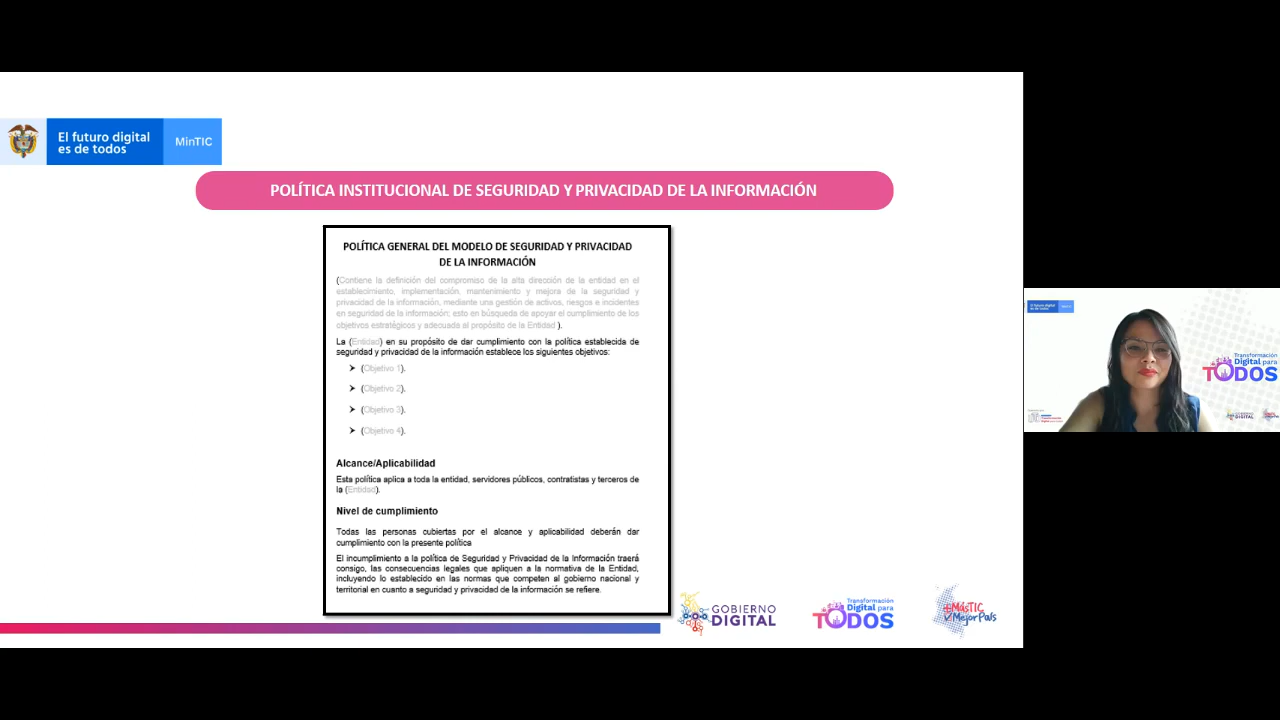 El futuro digital
es de todos
MinTIC
POLÍTICA INSTITUCIONAL DE SEGURIDAD Y PRIVACIDAD DE LA INFORMACIÓN
POLÍTICA GENERAL DEL MODELO DE SEGURIDAD Y PRIVACIDAD
DE LA INFORMACIÓN
(Contiene la definición del compromiso de la alta dirección de la entidad en el
establecimiento, implementación, mantenimiento y mejora de la seguridad y
privacidad de la información, mediante una gestión de activos, riesgos e incidentes
en seguridad de la información; esto en búsqueda de apoyar el cumplimiento de los
objetivos estratégicos y adecuada al propósito de la Entidad ).
La (Entidad) en su propósito de dar cumplimiento con la política establecida de
seguridad y privacidad de la información establece los siguientes objetivos:
➤ (Objetivo 1).
➤ (Objetivo 2).
➤ (Objetivo 3).
➤ (Objetivo 4).
Alcance/Aplicabilidad
Esta política aplica a toda la entidad, servidores públicos, contratistas y terceros de
la (Entidad).
Nivel de cumplimiento
Todas las personas cubiertas por el alcance y aplicabilidad deberán dar
cumplimiento con la presente política
El incumplimiento a la política de Seguridad y Privacidad de la Información traerá
consigo, las consecuencias legales que apliquen a la normativa de la Entidad,
incluyendo lo establecido en las normas que competen al gobierno nacional y
territorial en cuanto a seguridad y privacidad de la información se refiere.
GOBIERNO
DIGITAL
Transformación
Digital para
TODOS
+MásTIC
MejorPaís
El futuro digital
es de todos
Transformación
Digital para
TODOS
GOBIERNO
DIGITAL